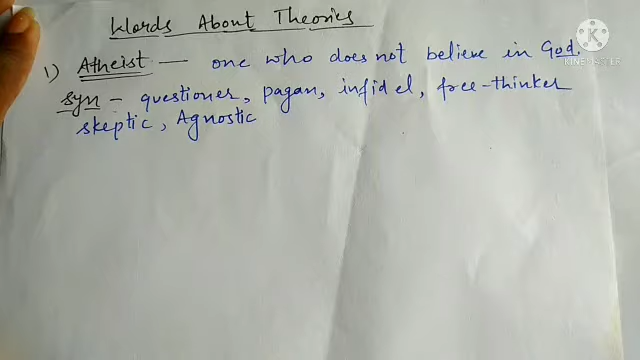 Words About Theories
1) Atheist — one who does not believe in God.
Syn - questioner, pagan, infidel, free-thinker
skeptic, Agnostic
KINEMASTER